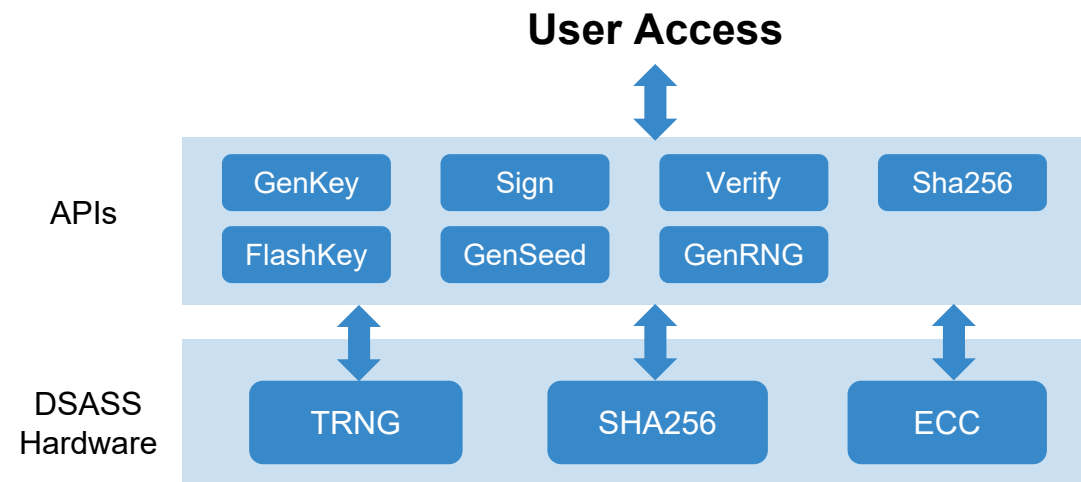 User Access
APIs
GenKey
Sign
Verify
Sha256
FlashKey
GenSeed
GenRNG
DSASS
Hardware
TRNG
SHA256
ECC